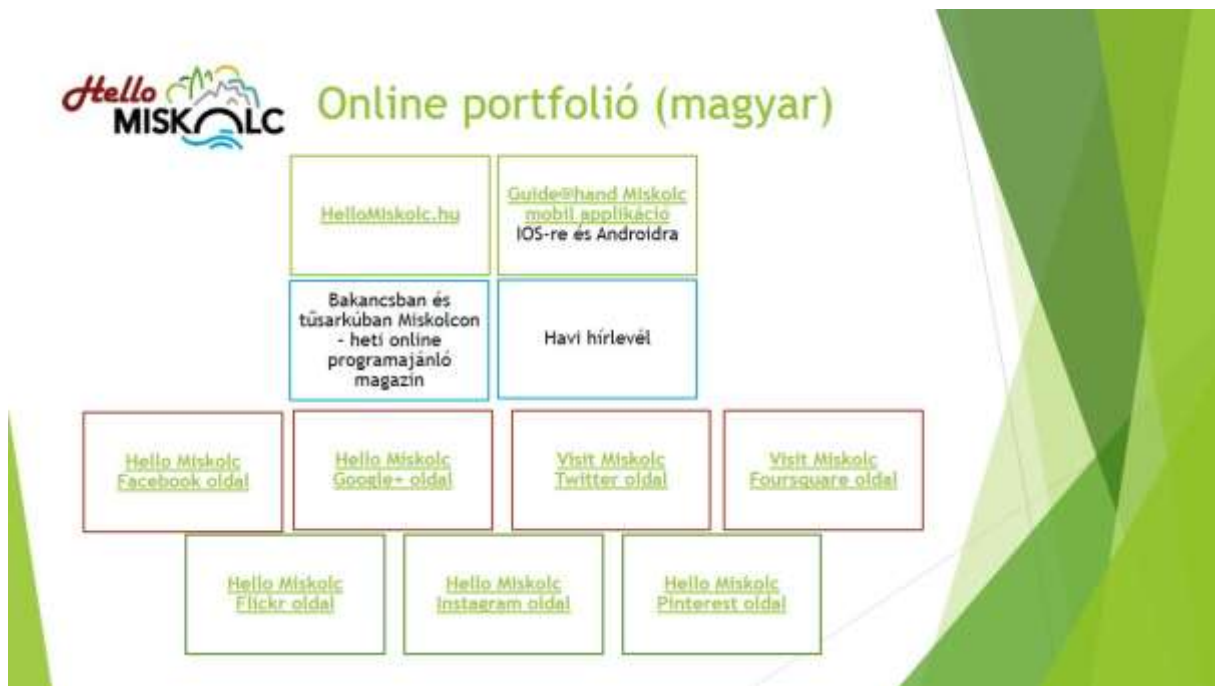 Hello
MISKOLC
Online portfolió (magyar)
HelloMiskolc.hu
Guide@hand Miskolc
mobil applikáció
IOS-re és Androidra
Bakancsban és
tűsarkúban Miskolcon
- heti online
programajánló
magazin
Havi hírlevél
Hello Miskolc
Facebook oldal
Hello Miskolc
Google+ oldal
Visit Miskolc
Twitter oldal
Visit Miskolc
Foursquare oldal
Hello Miskolc
Flickr oldal
Hello Miskolc
Instagram oldal
Hello Miskolc
Pinterest oldal